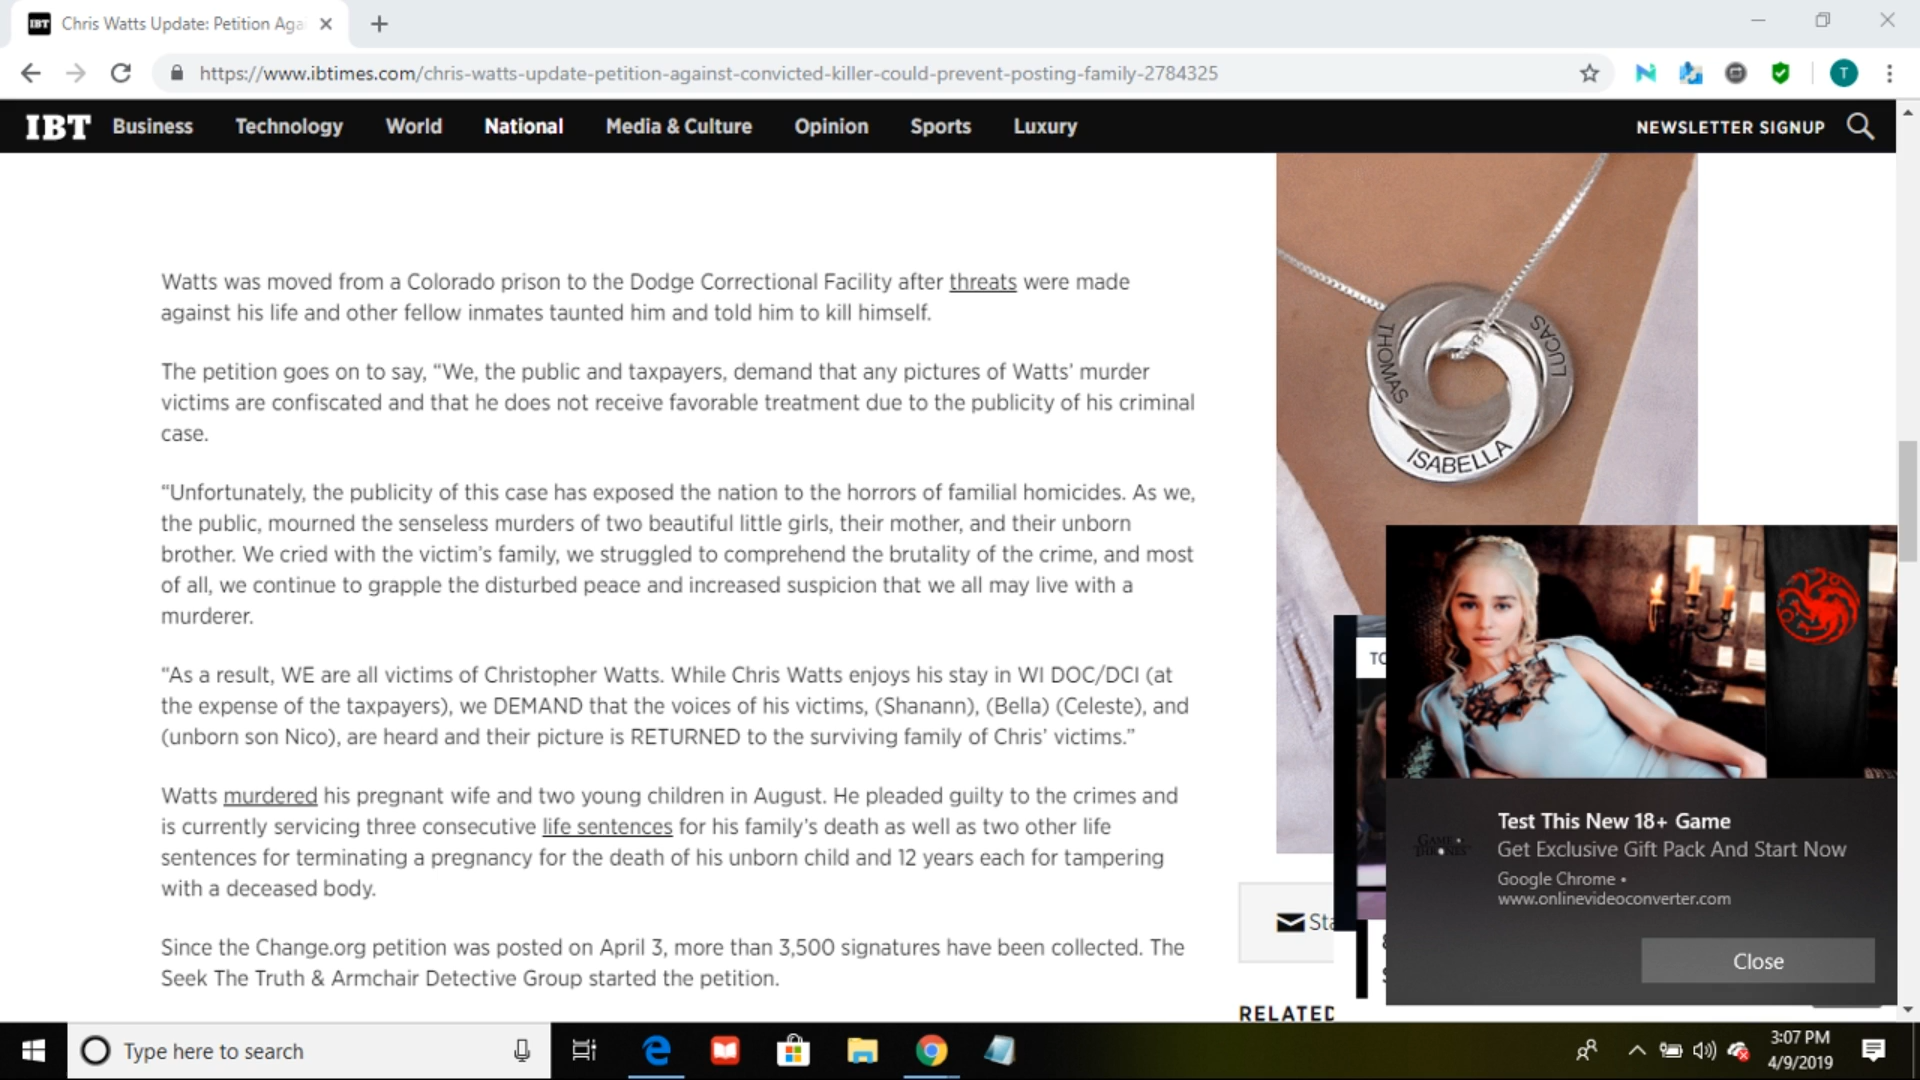 IBT
Chris Watts Update: Petition Aga
https://www.ibtimes.com/chris-watts-update-petition-against-convicted-killer-could-prevent-posting-family-2784325
T
IBT Business Technology World National Media & Culture Opinion Sports Luxury NEWSLETTER SIGNUP
Watts was moved from a Colorado prison to the Dodge Correctional Facility after threats were made
against his life and other fellow inmates taunted him and told him to kill himself.
The petition goes on to say, “We, the public and taxpayers, demand that any pictures of Watts’ murder
victims are confiscated and that he does not receive favorable treatment due to the publicity of his criminal
case.
“Unfortunately, the publicity of this case has exposed the nation to the horrors of familial homicides. As we,
the public, mourned the senseless murders of two beautiful little girls, their mother, and their unborn
brother. We cried with the victim’s family, we struggled to comprehend the brutality of the crime, and most
of all, we continue to grapple the disturbed peace and increased suspicion that we all may live with a
murderer.
“As a result, WE are all victims of Christopher Watts. While Chris Watts enjoys his stay in WI DOC/DCI (at
the expense of the taxpayers), we DEMAND that the voices of his victims, (Shanann), (Bella) (Celeste), and
(unborn son Nico), are heard and their picture is RETURNED to the surviving family of Chris’ victims.”
Watts murdered his pregnant wife and two young children in August. He pleaded guilty to the crimes and
is currently servicing three consecutive life sentences for his family’s death as well as two other life
sentences for terminating a pregnancy for the death of his unborn child and 12 years each for tampering
with a deceased body.
Since the Change.org petition was posted on April 3, more than 3,500 signatures have been collected. The
Seek The Truth & Armchair Detective Group started the petition.
THOMAS
LUCAS
ISABELLA
TO
Sta
RELATED
GAME OF THRONES
Test This New 18+ Game
Get Exclusive Gift Pack And Start Now
Google Chrome •
www.onlinevideoconverter.com
Close
Type here to search
3:07 PM
4/9/2019